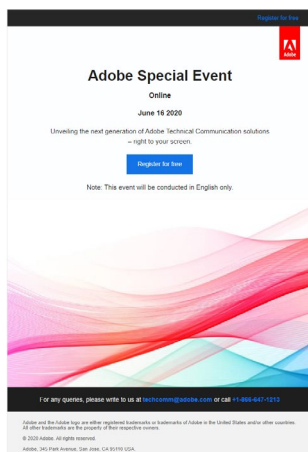 Register for free
Adobe
Adobe Special Event
Online
June 16 2020
Unveiling the next generation of Adobe Technical Communication solutions
– right to your screen.
Register for free
Note: This event will be conducted in English only.
For any queries, please write to us at techcomm@adobe.com or call +1-866-647-1213
Adobe and the Adobe logo are either registered trademarks or trademarks of Adobe in the United States and/or other countries.
All other trademarks are the property of their respective owners.
© 2020 Adobe. All rights reserved.
Adobe, 345 Park Avenue, San Jose, CA 95110 USA.